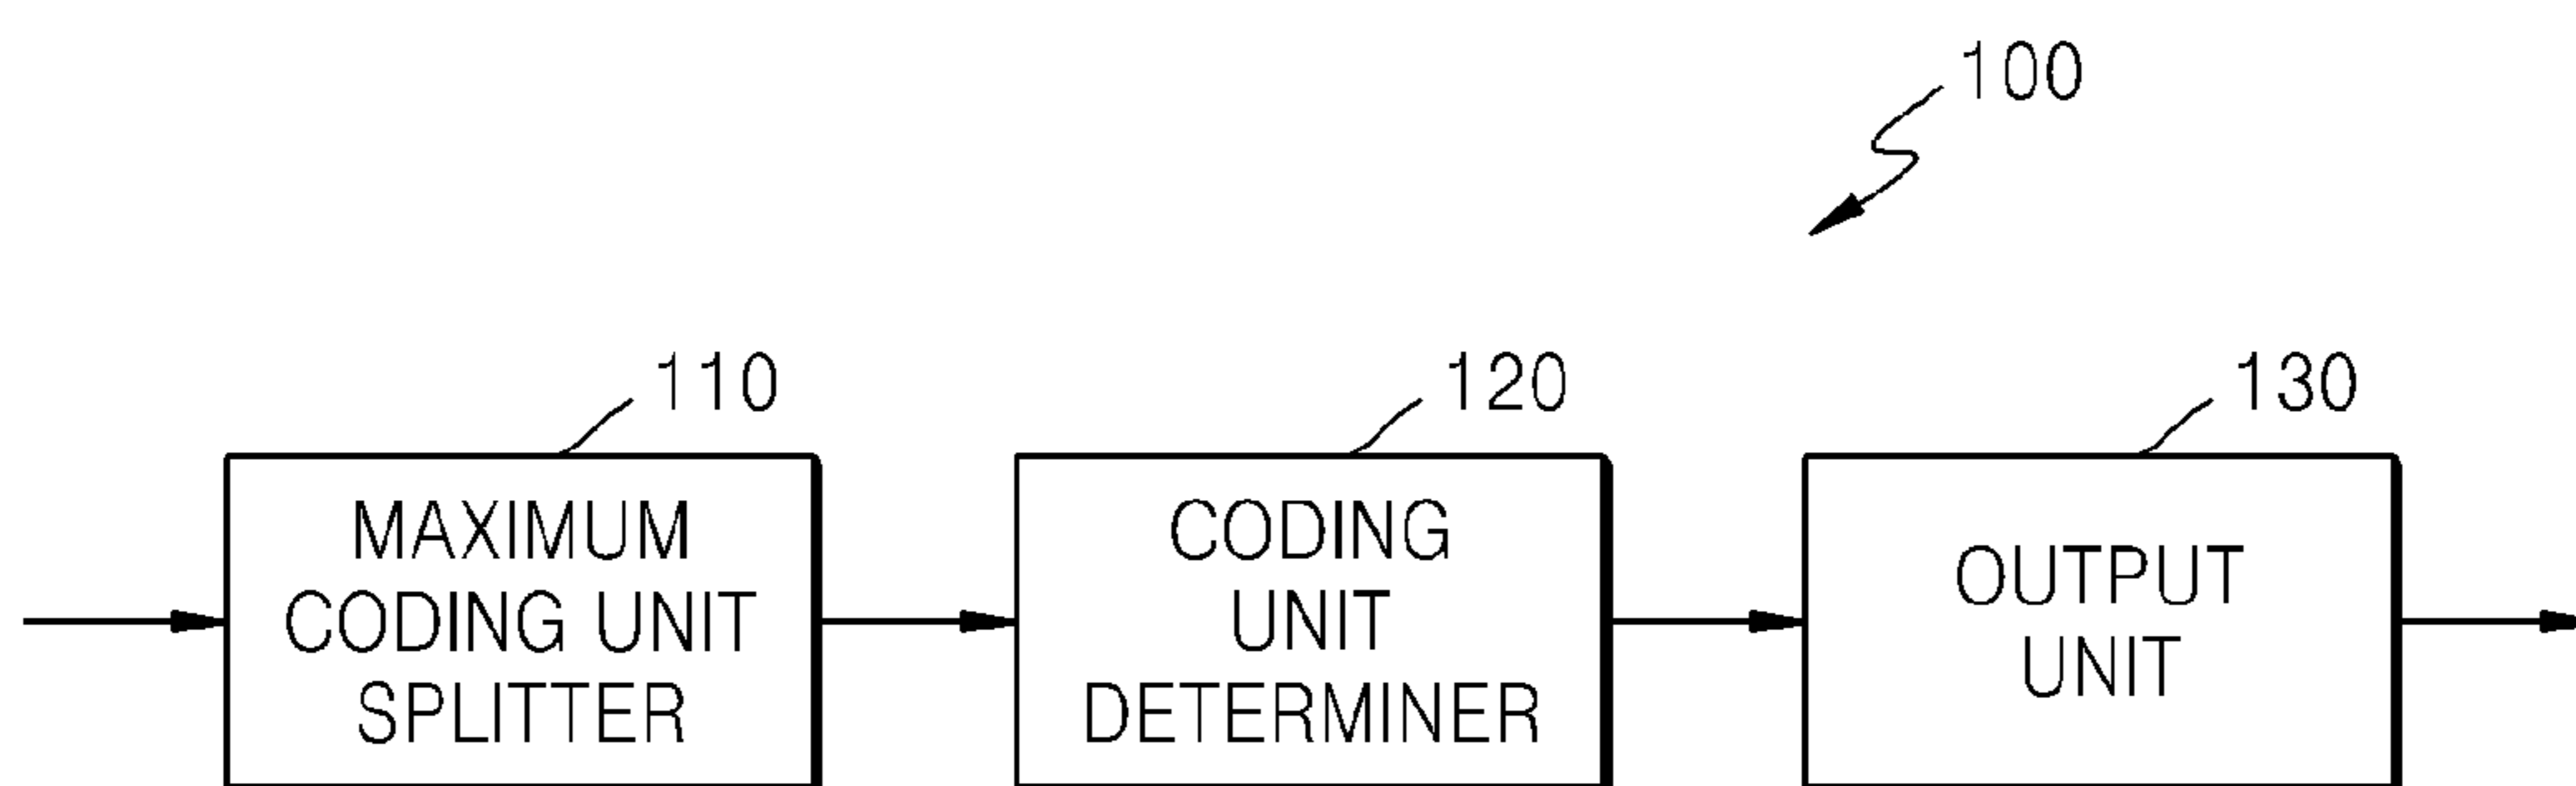 100
110
120
130
MAXIMUM
CODING UNIT
SPLITTER
CODING
UNIT
DETERMINER
OUTPUT
UNIT